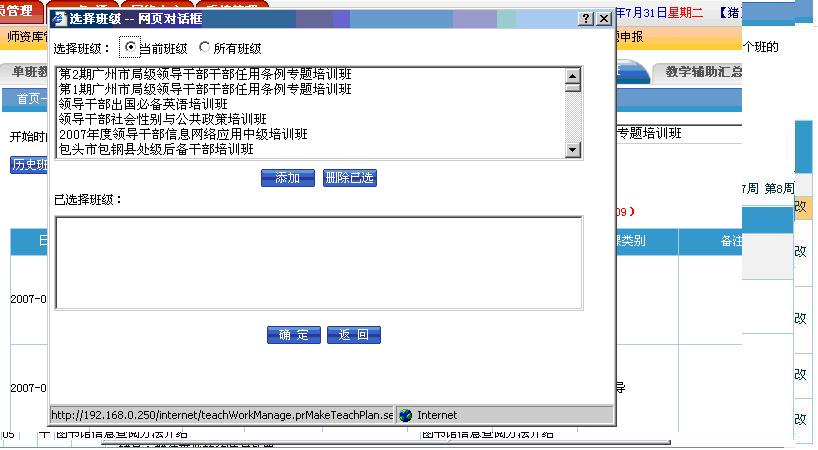 员管理
年7月31日星期二 【猪
选择班级 -- 网页对话框
师资库管
申报
个班的
选择班级： 当前班级 所有班级
单班教
教学辅助汇总
第2期广州市局级领导干部干部任用条例专题培训班
第1期广州市局级领导干部干部任用条例专题培训班
领导干部出国必备英语培训班
领导干部社会性别与公共政策培训班
2007年度领导干部信息网络应用中级培训班
包头市包钢县处级后备干部培训班
首页
开始时间
专题培训班
历史班
添加 删除已选
7周 第8周
已选择班级：
改
09）
日
课类别
备注
改
2007-0
改
确 定 返 回
改
2007-0
导
http://192.168.0.250/internet/teachWorkManage.prMakeTeachPlan.se
Internet
改
05 十 图书馆信息查阅方法介绍 图书馆信息查阅方法介绍